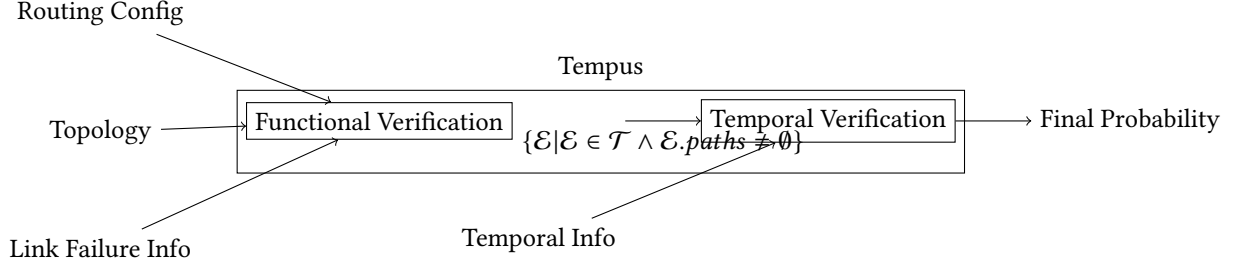 Routing Config
Tempus
Topology
Functional Verification
{ℰ|ℰ ∈ 𝒯 ∧ ℰ.paths ≠ ∅}
Temporal Verification
Final Probability
Link Failure Info
Temporal Info